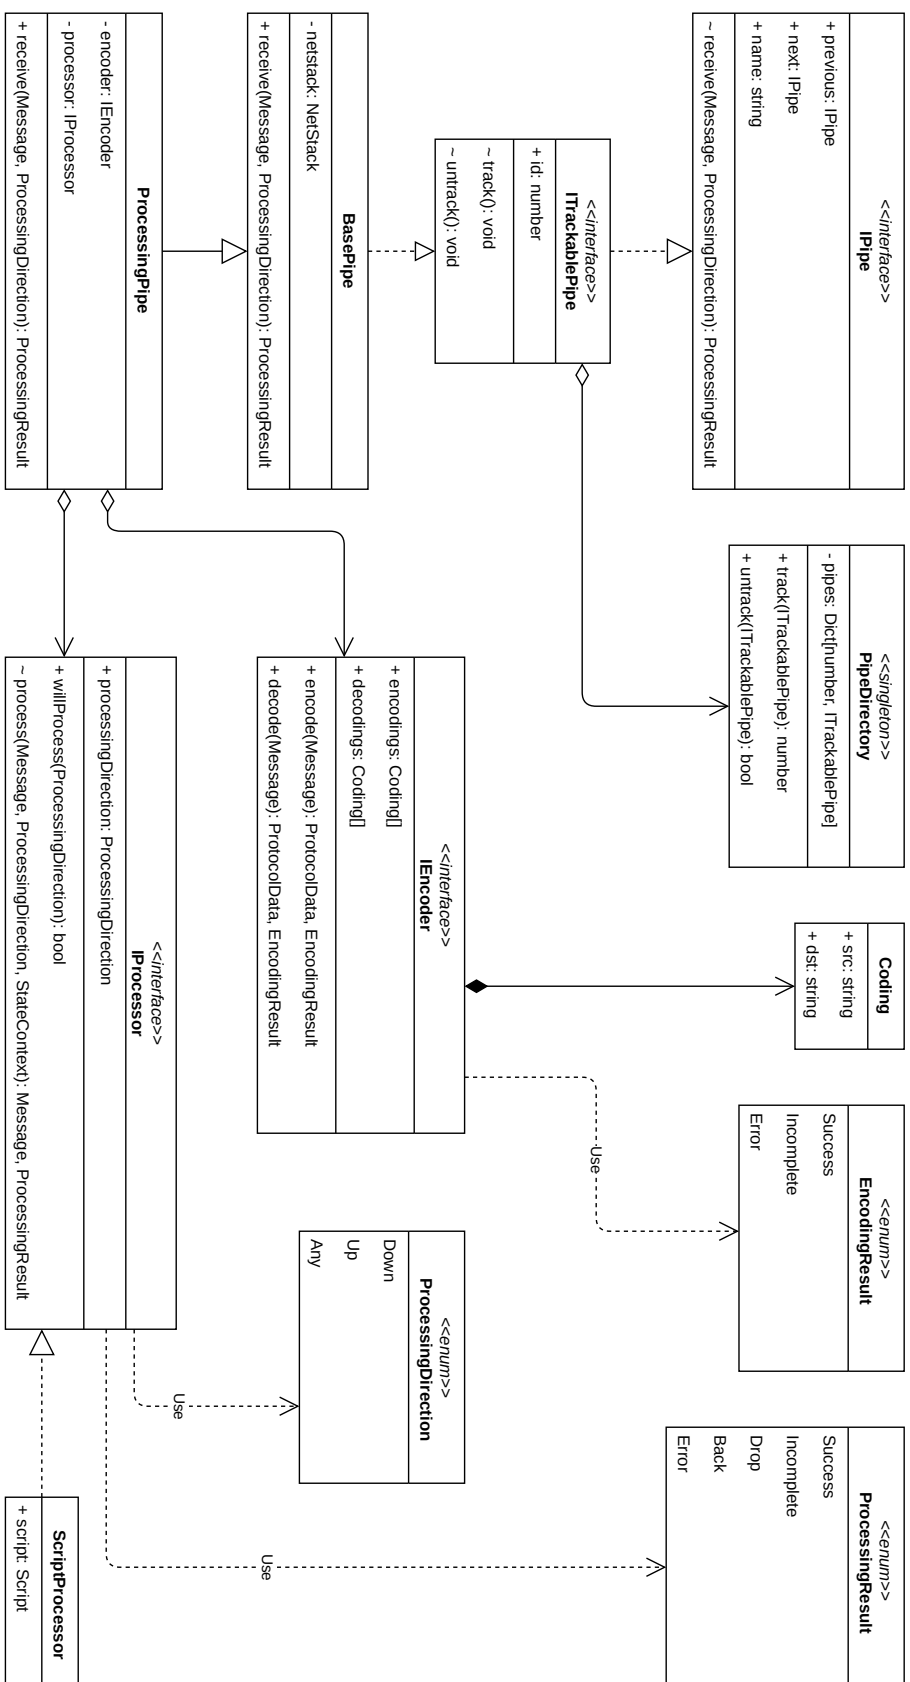 <<interface>>
IPipe
+ previous: IPipe
+ next: IPipe
+ name: string
~ receive(Message, ProcessingDirection): ProcessingResult
<<singleton>>
PipeDirectory
- pipes: Dict[number, ITrackablePipe]
+ track(ITrackablePipe): number
+ untrack(ITrackablePipe): bool
Coding
+ src: string
+ dst: string
<<enum>>
EncodingResult
Success
Incomplete
Error
<<enum>>
ProcessingResult
Success
Incomplete
Drop
Back
Error
<<interface>>
ITrackablePipe
+ id: number
~ track(): void
~ untrack(): void
Use
BasePipe
- netstack: NetStack
+ receive(Message, ProcessingDirection): ProcessingResult
<<interface>>
IEncoder
+ encodings: Coding[]
+ decodings: Coding[]
+ encode(Message): ProtocolData, EncodingResult
+ decode(Message): ProtocolData, EncodingResult
<<enum>>
ProcessingDirection
Down
Up
Any
Use
Use
ProcessingPipe
- encoder: IEncoder
- processor: IProcessor
+ receive(Message, ProcessingDirection): ProcessingResult
<<interface>>
IProcessor
+ processingDirection: ProcessingDirection
+ willProcess(ProcessingDirection): bool
~ process(Message, ProcessingDirection, StateContext): Message, ProcessingResult
ScriptProcessor
+ script: Script